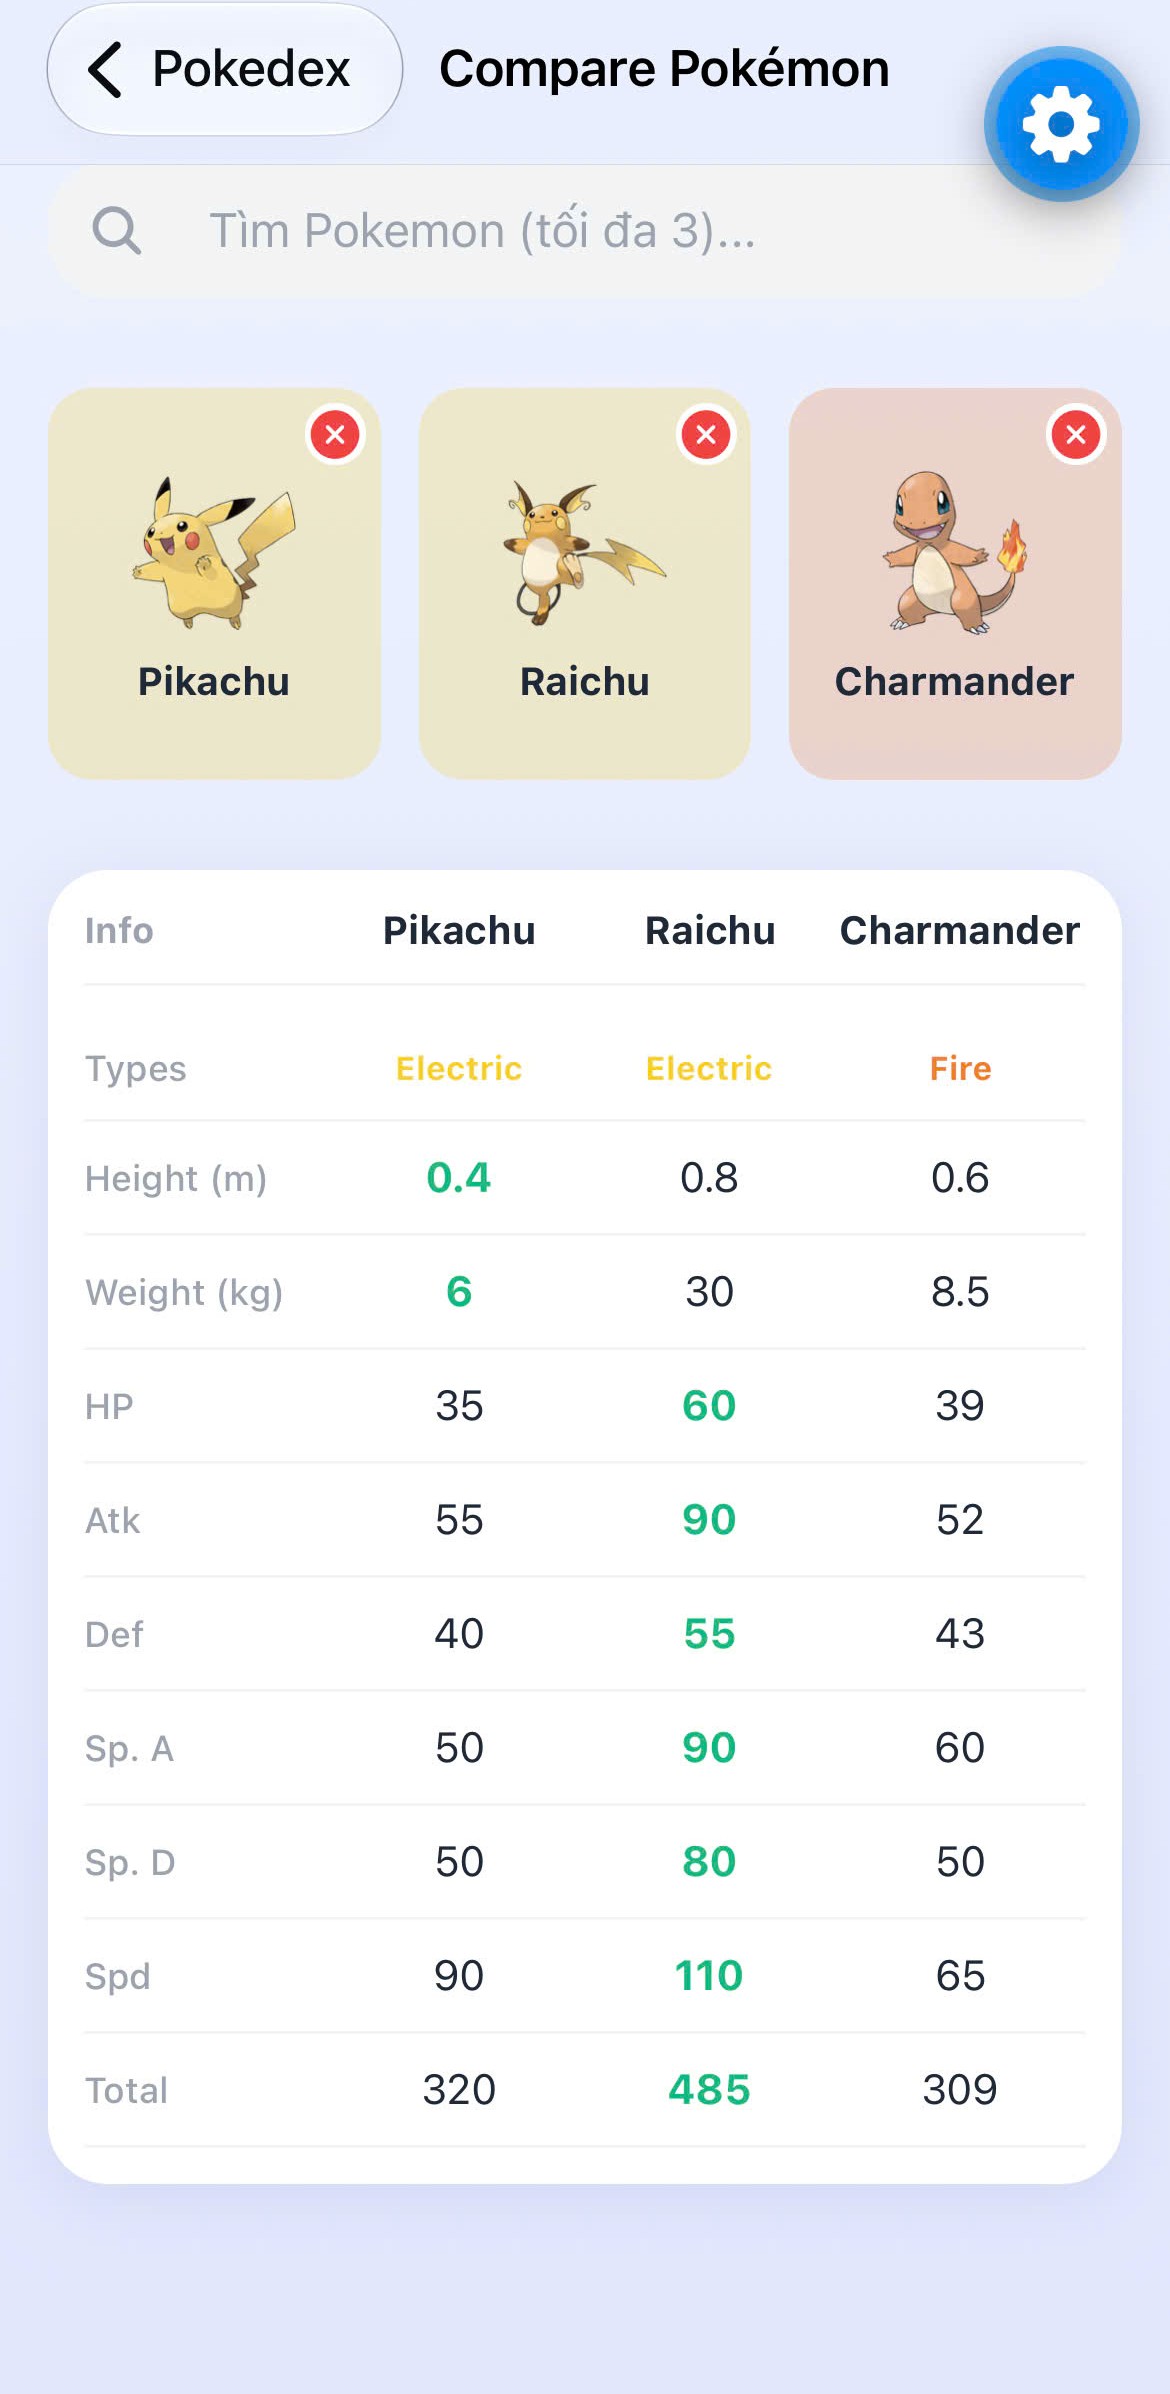 Pokedex
Compare Pokémon
Tìm Pokemon (tối đa 3)...
Pikachu
Raichu
Charmander
Info Pikachu Raichu Charmander
Types Electric Electric Fire
Height (m) 0.4 0.8 0.6
Weight (kg) 6 30 8.5
HP 35 60 39
Atk 55 90 52
Def 40 55 43
Sp. A 50 90 60
Sp. D 50 80 50
Spd 90 110 65
Total 320 485 309